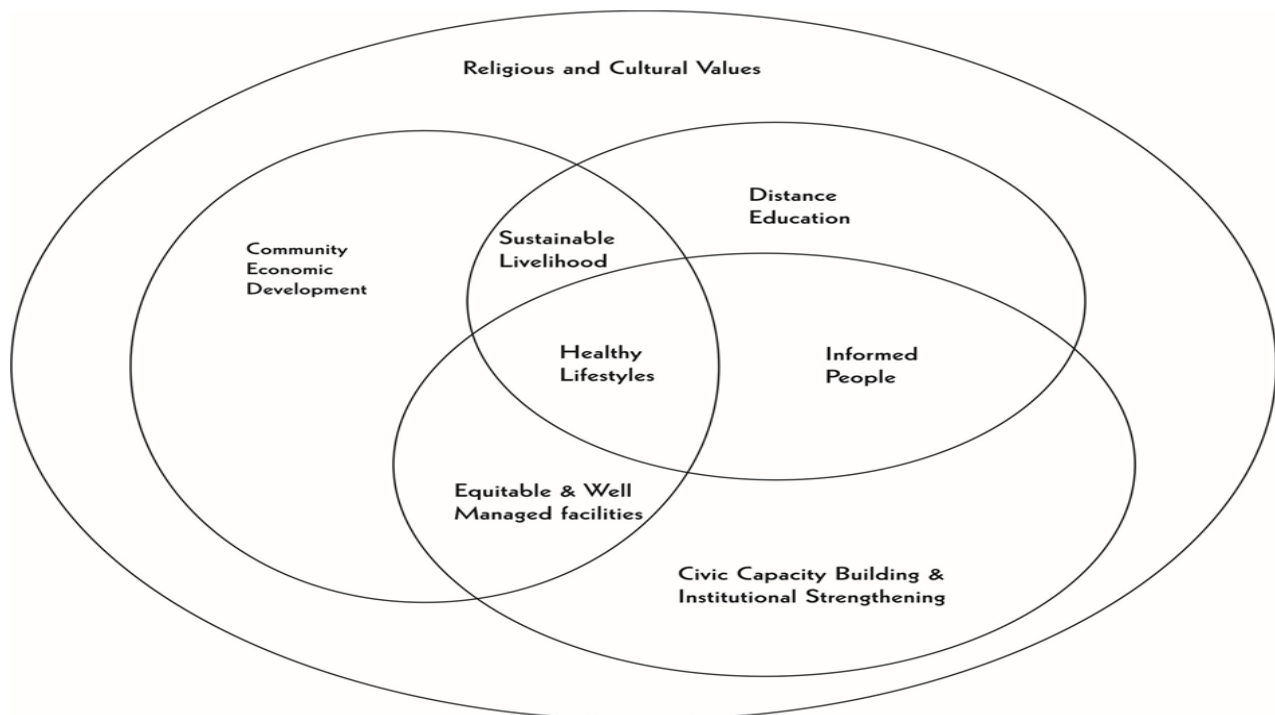 Religious and Cultural Values
Distance
Education
Sustainable
Livelihood
Community
Economic
Development
Healthy
Lifestyles
Informed
People
Equitable & Well
Managed facilities
Civic Capacity Building &
Institutional Strengthening